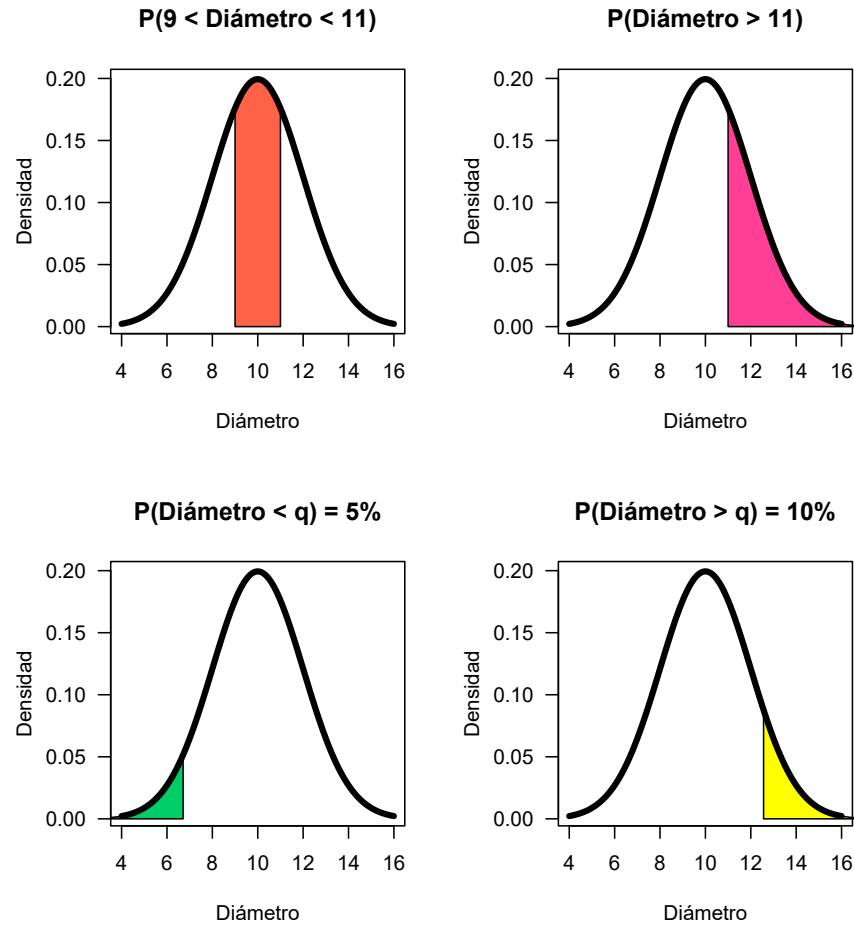 P(9 < Diámetro < 11)
0.20
0.15
0.10
0.05
0.00
Densidad
4 6 8 10 12 14 16
Diámetro
P(Diámetro > 11)
0.20
0.15
0.10
0.05
0.00
Densidad
4 6 8 10 12 14 16
Diámetro
P(Diámetro < q) = 5%
0.20
0.15
0.10
0.05
0.00
Densidad
4 6 8 10 12 14 16
Diámetro
P(Diámetro > q) = 10%
0.20
0.15
0.10
0.05
0.00
Densidad
4 6 8 10 12 14 16
Diámetro